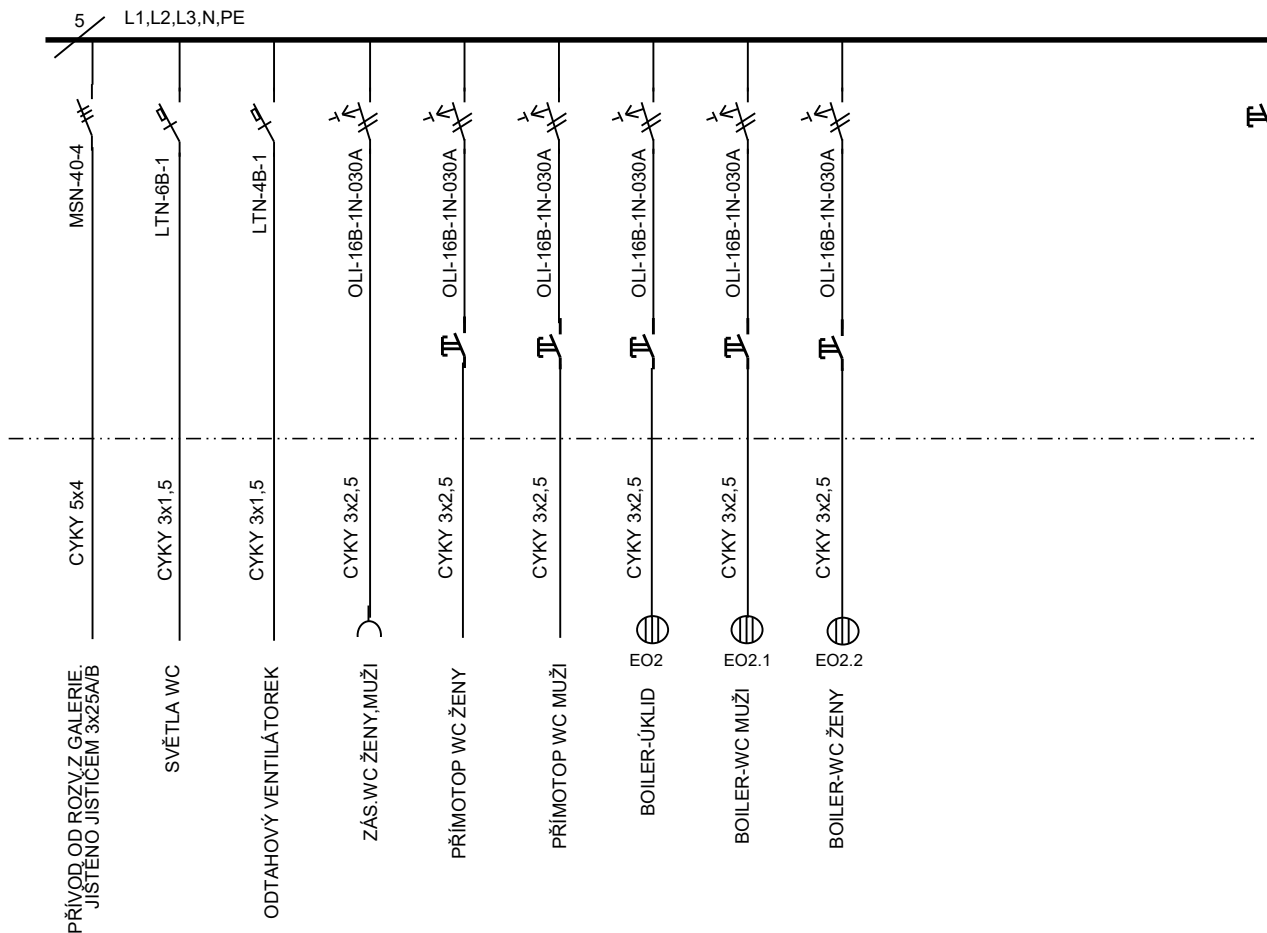 5
L1,L2,L3,N,PE
MSN-40-4
LTN-6B-1
LTN-4B-1
OLI-16B-1N-030A
OLI-16B-1N-030A
OLI-16B-1N-030A
OLI-16B-1N-030A
OLI-16B-1N-030A
OLI-16B-1N-030A
CYKY 5x4
CYKY 3x1,5
CYKY 3x1,5
CYKY 3x2,5
CYKY 3x2,5
CYKY 3x2,5
CYKY 3x2,5
CYKY 3x2,5
CYKY 3x2,5
EO2
EO2.1
EO2.2
PŘÍVOD OD ROZV.Z GALERIE.
JIŠTĚNO JISTIČEM 3x25A/B
SVĚTLA WC
ODTAHOVÝ VENTILÁTOREK
ZÁS.WC ŽENY,MUŽI
PŘÍMOTOP WC ŽENY
PŘÍMOTOP WC MUŽI
BOILER-ÚKLID
BOILER-WC MUŽI
BOILER-WC ŽENY